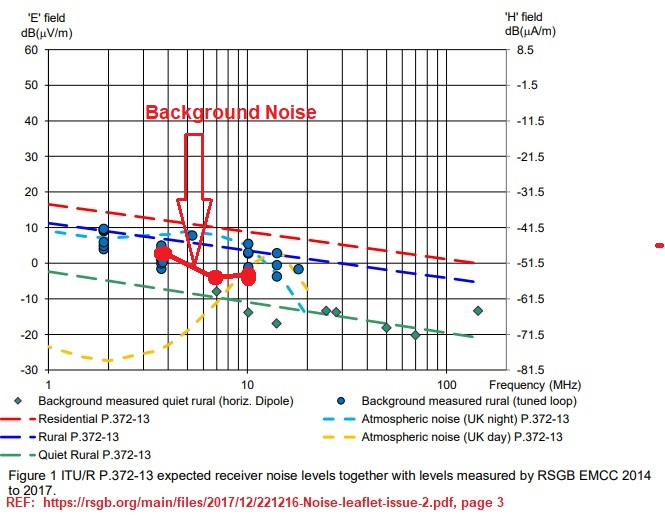 'E' field
dB(µV/m)
'H' field
dB(µA/m)
60
50
40
30
20
10
0
-10
-20
-30
8.5
-1.5
-11.5
-21.5
-31.5
-41.5
-51.5
-61.5
-71.5
-81.5
Background Noise
1
10
100
Frequency (MHz)
Background measured quiet rural (horiz. Dipole)
Background measured rural (tuned loop)
Residential P.372-13
Atmospheric noise (UK night) P.372-13
Rural P.372-13
Atmospheric noise (UK day) P.372-13
Quiet Rural P.372-13
Figure 1 ITU/R P.372-13 expected receiver noise levels together with levels measured by RSGB EMCC 2014
to 2017.
REF: https://rsgb.org/main/files/2017/12/221216-Noise-leaflet-issue-2.pdf, page 3